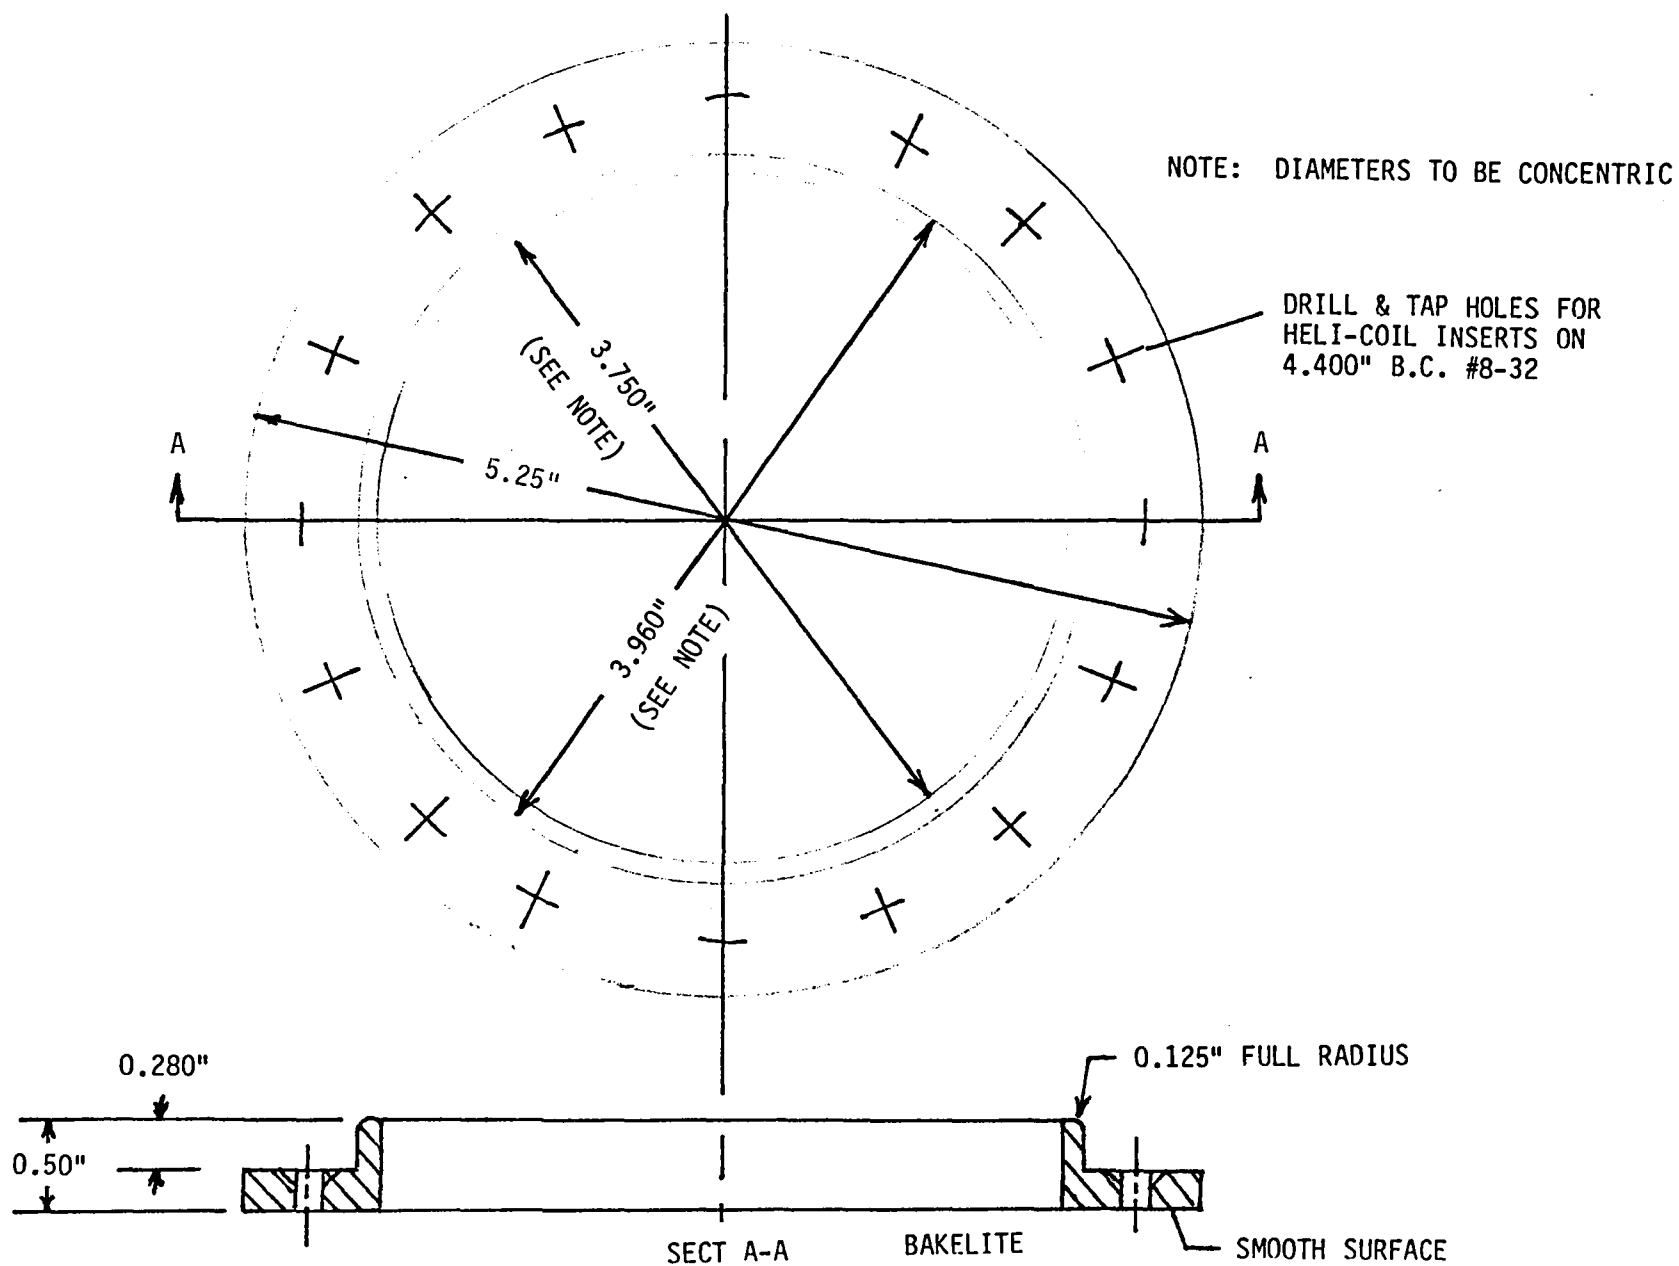 NOTE: DIAMETERS TO BE CONCENTRIC
DRILL & TAP HOLES FOR
HELI-COIL INSERTS ON
4.400" B.C. #8-32
3.750"
(SEE NOTE)
A
A
5.25"
3.960"
(SEE NOTE)
0.280"
0.125" FULL RADIUS
0.50"
SECT A-A
BAKELITE
SMOOTH SURFACE